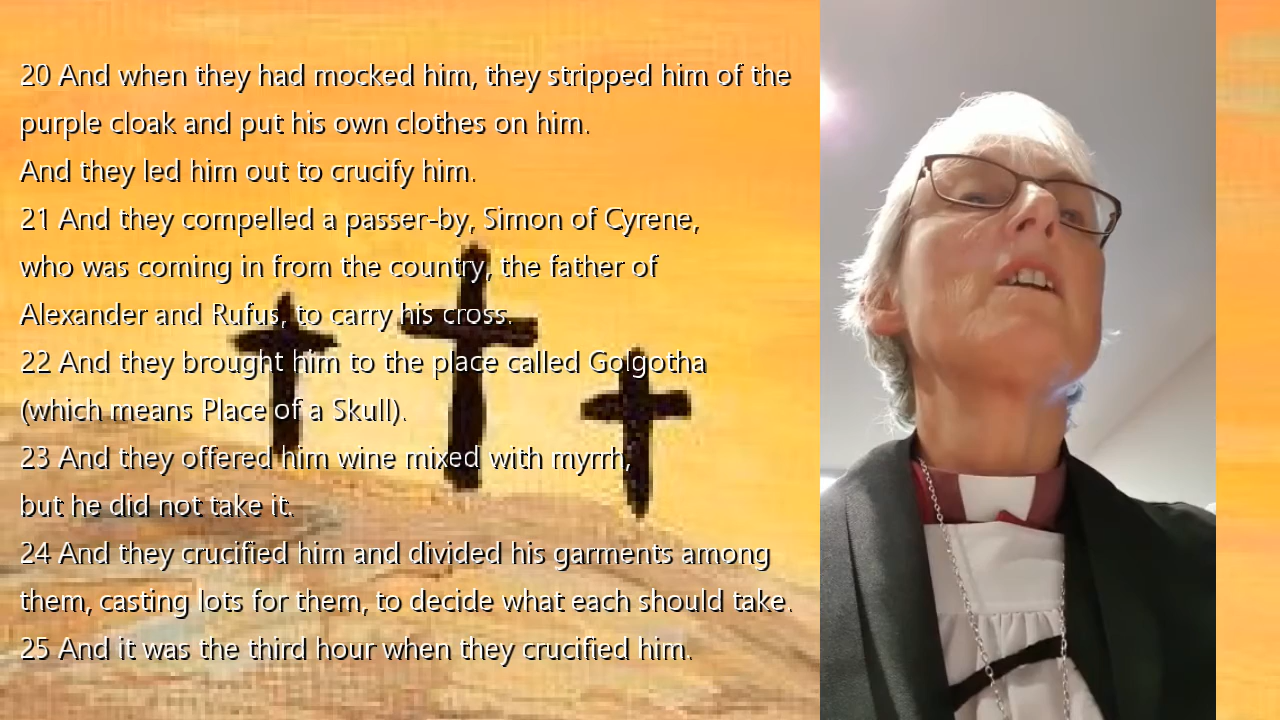 20 And when they had mocked him, they stripped him of the
purple cloak and put his own clothes on him.
And they led him out to crucify him.
21 And they compelled a passer-by, Simon of Cyrene,
who was coming in from the country, the father of
Alexander and Rufus, to carry his cross.
22 And they brought him to the place called Golgotha
(which means Place of a Skull).
23 And they offered him wine mixed with myrrh,
but he did not take it.
24 And they crucified him and divided his garments among
them, casting lots for them, to decide what each should take.
25 And it was the third hour when they crucified him.